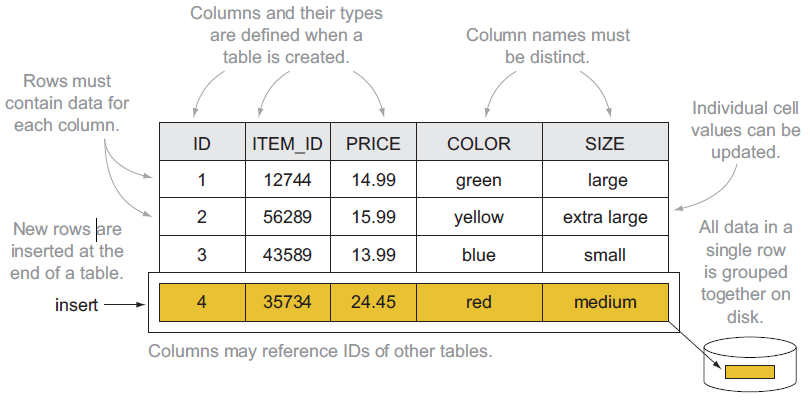 Columns and their types
are defined when a
table is created.
Column names must
be distinct.
Rows must
contain data for
each column.
Individual cell
values can be
updated.
ID ITEM_ID PRICE COLOR SIZE
1 12744 14.99 green large
2 56289 15.99 yellow extra large
3 43589 13.99 blue small
4 35734 24.45 red medium
New rows are
inserted at the
end of a table.
insert
All data in a
single row
is grouped
together on
disk.
Columns may reference IDs of other tables.